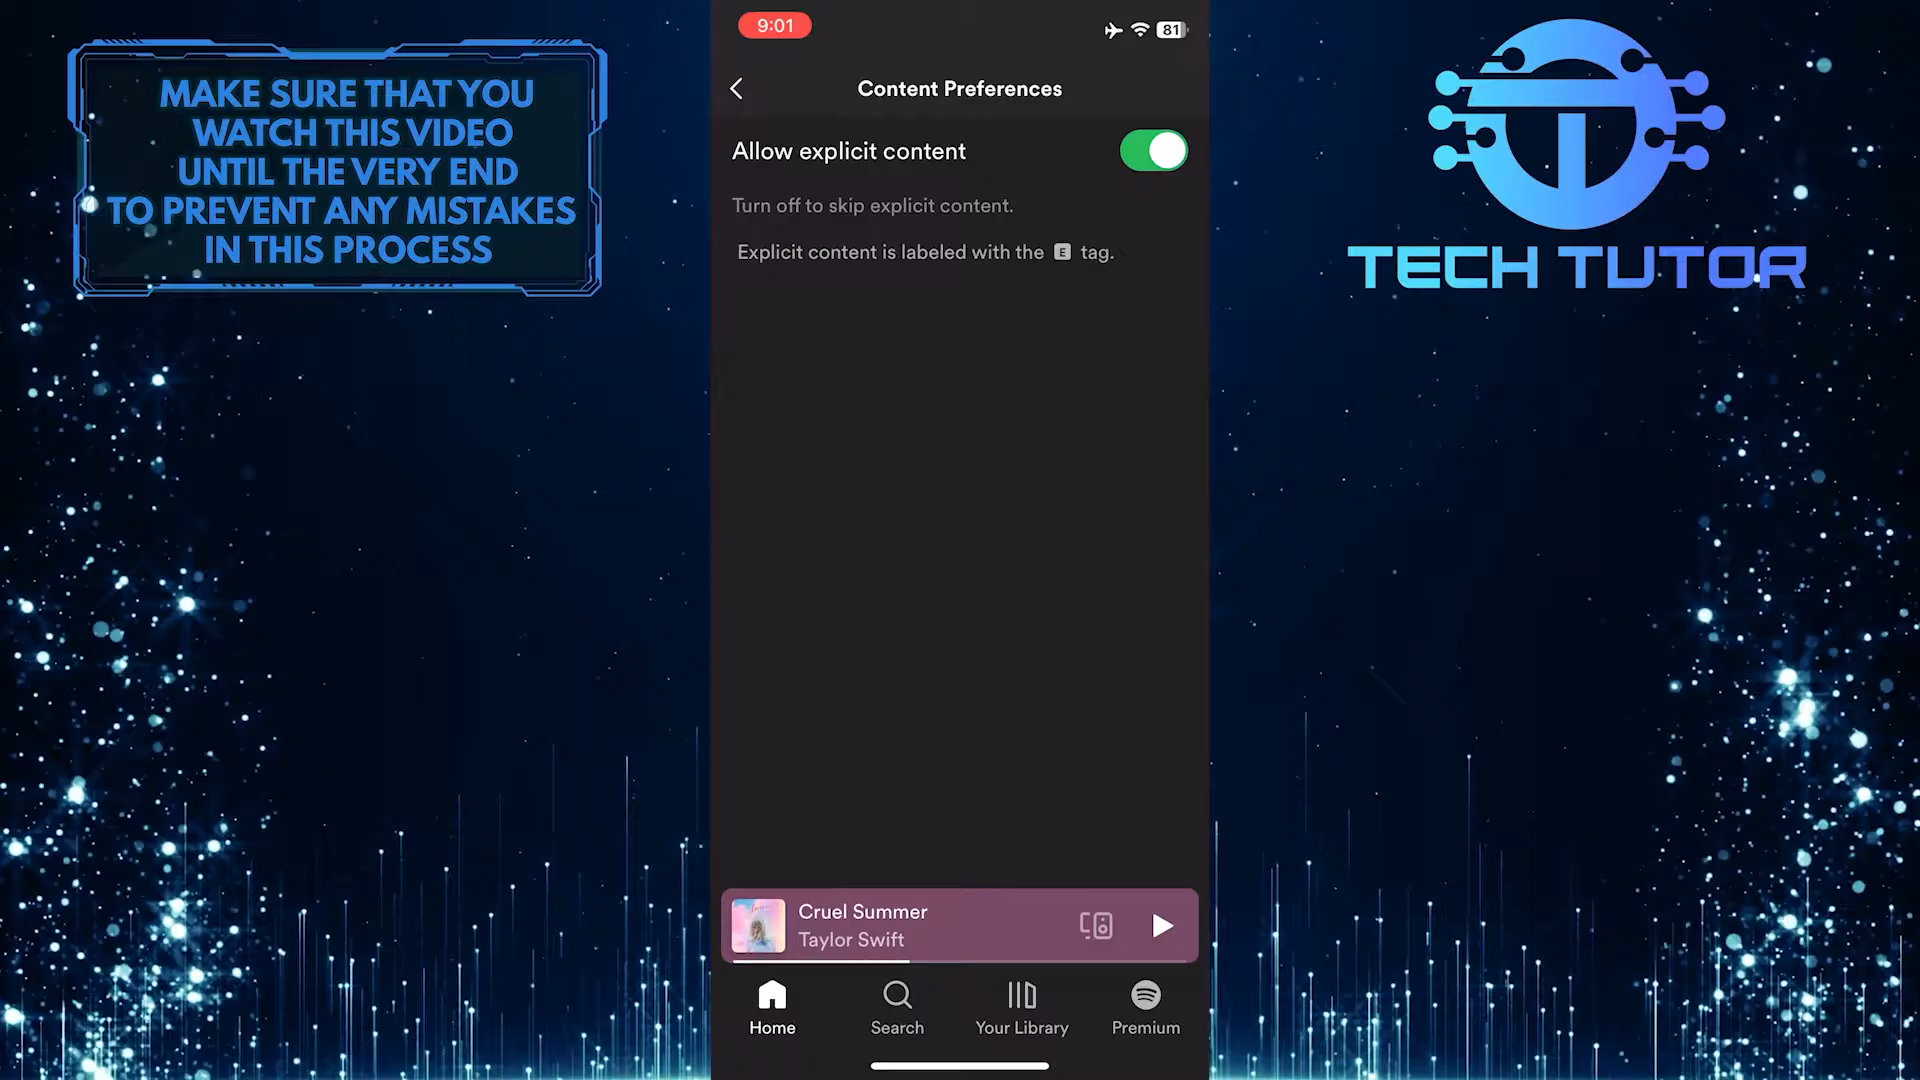 MAKE SURE THAT YOU
WATCH THIS VIDEO
UNTIL THE VERY END
TO PREVENT ANY MISTAKES
IN THIS PROCESS
9:01
81
Content Preferences
Allow explicit content
Turn off to skip explicit content.
Explicit content is labeled with the E tag.
Cruel Summer
Taylor Swift
Home
Search
Your Library
Premium
TECH TUTOR